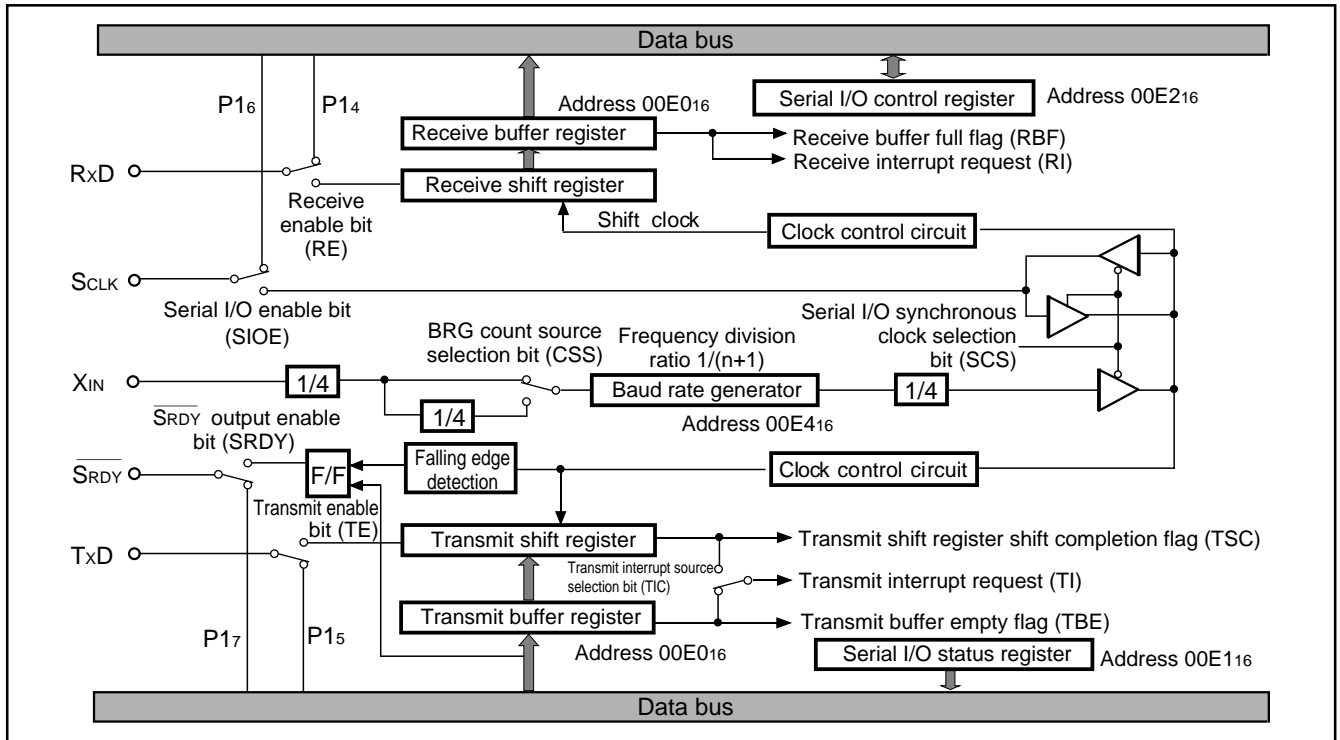 Data bus
P16
P14
Address 00E016
Serial I/O control register
Address 00E216
Receive buffer register
Receive buffer full flag (RBF)
Receive interrupt request (RI)
RxD
Receive shift register
Receive
enable bit
(RE)
Shift clock
Clock control circuit
SCLK
Serial I/O enable bit
(SIOE)
BRG count source
selection bit (CSS)
Frequency division
ratio 1/(n+1)
Serial I/O synchronous
clock selection
bit (SCS)
XIN
1/4
1/4
Baud rate generator
1/4
Address 00E416
SRDY output enable
bit (SRDY)
SRDY
F/F
Falling edge
detection
Clock control circuit
Transmit enable
bit (TE)
TxD
Transmit shift register
Transmit shift register shift completion flag (TSC)
Transmit interrupt source
selection bit (TIC)
Transmit interrupt request (TI)
Transmit buffer register
Transmit buffer empty flag (TBE)
P17
P15
Address 00E016
Serial I/O status register
Address 00E116
Data bus